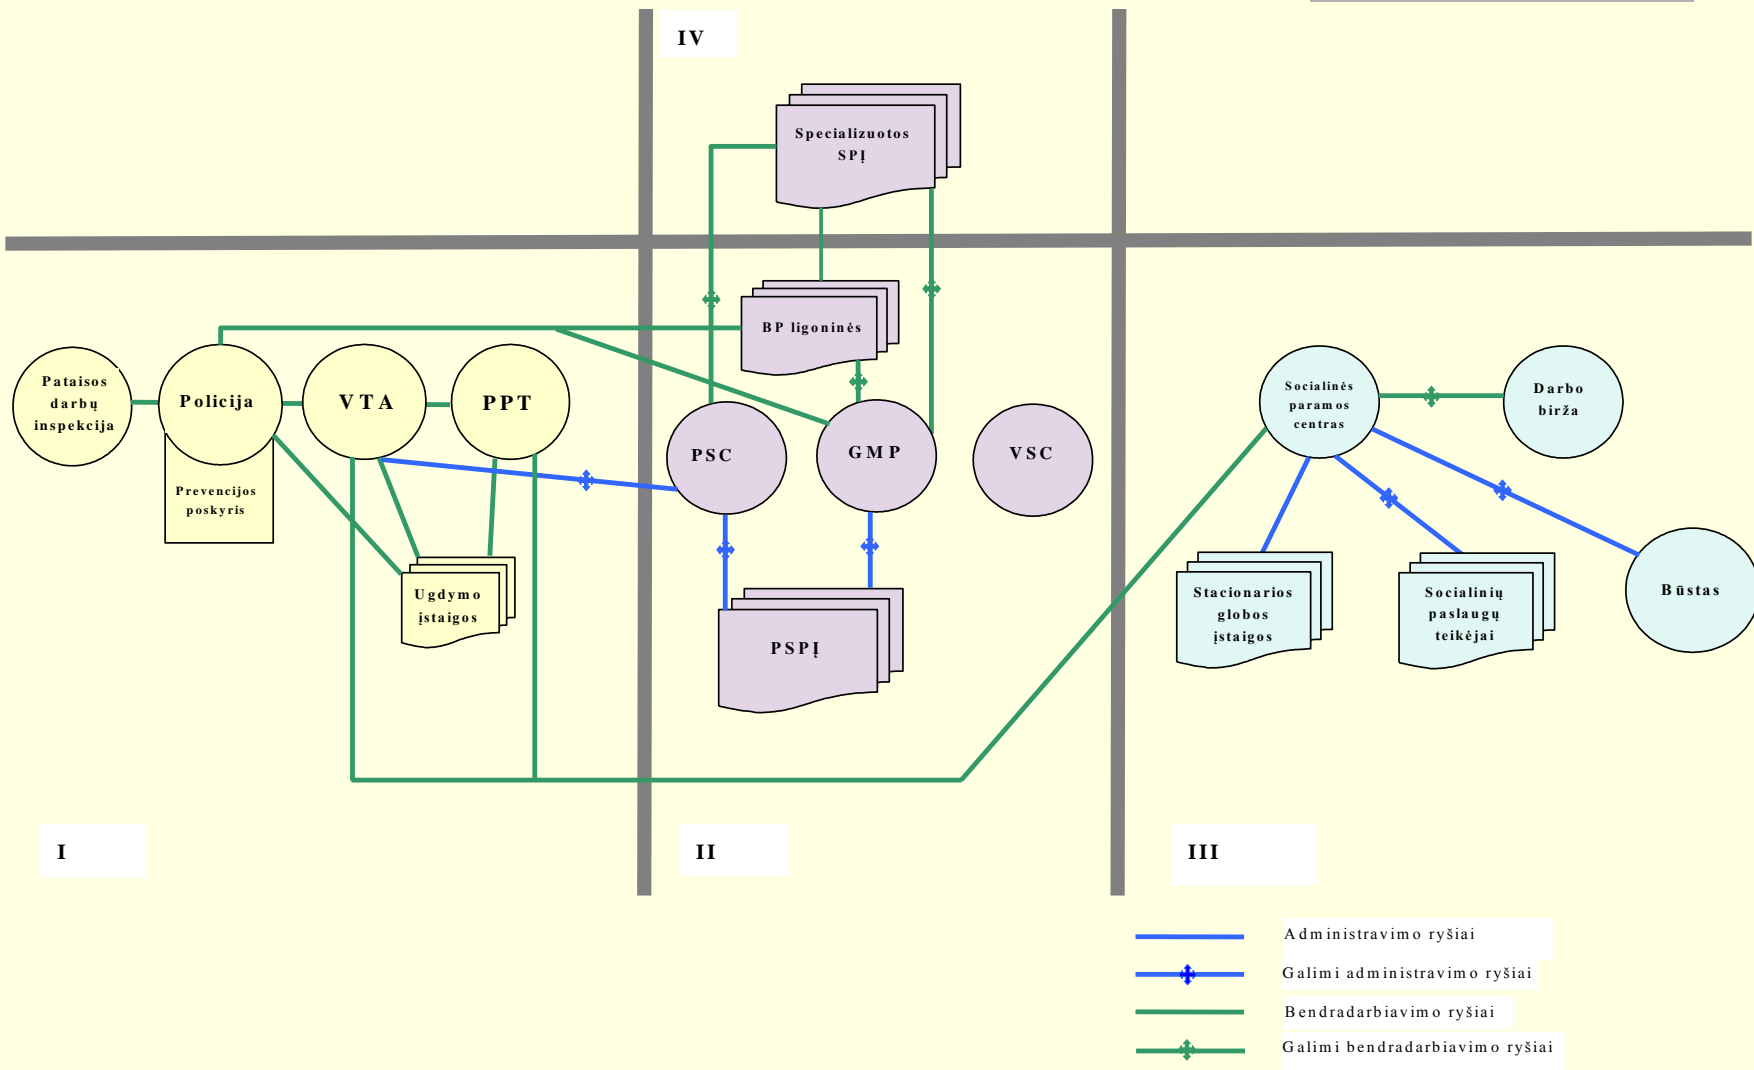 IV
Specializuotos
SPĮ
BP ligoninės
Pataisos
darbų
inspekcija
Policija
VTA
PPT
Prevencijos
poskyris
Ugdymo
įstaigos
PSC
GMP
VSC
PSPĮ
Socialinės
paramos
centras
Darbo
birža
Stacionarios
globos
įstaigos
Socialinių
paslaugų
teikėjai
Būstas
I
II
III
Administravimo ryšiai
Galimi administravimo ryšiai
Bendradarbiavimo ryšiai
Galimi bendradarbiavimo ryšiai